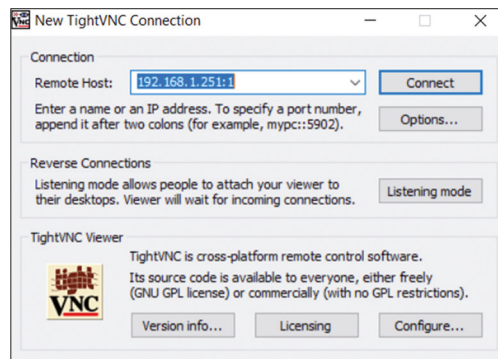 New TightVNC Connection
Connection
Remote Host: 192.168.1.251:1 Connect
Enter a name or an IP address. To specify a port number,
append it after two colons (for example, mypc::5902). Options...
Reverse Connections
Listening mode allows people to attach your viewer to
their desktops. Viewer will wait for incoming connections. Listening mode
TightVNC Viewer
TightVNC is cross-platform remote control software.
Its source code is available to everyone, either freely
(GNU GPL license) or commercially (with no GPL restrictions).
tight
VNC
Version info... Licensing Configure...